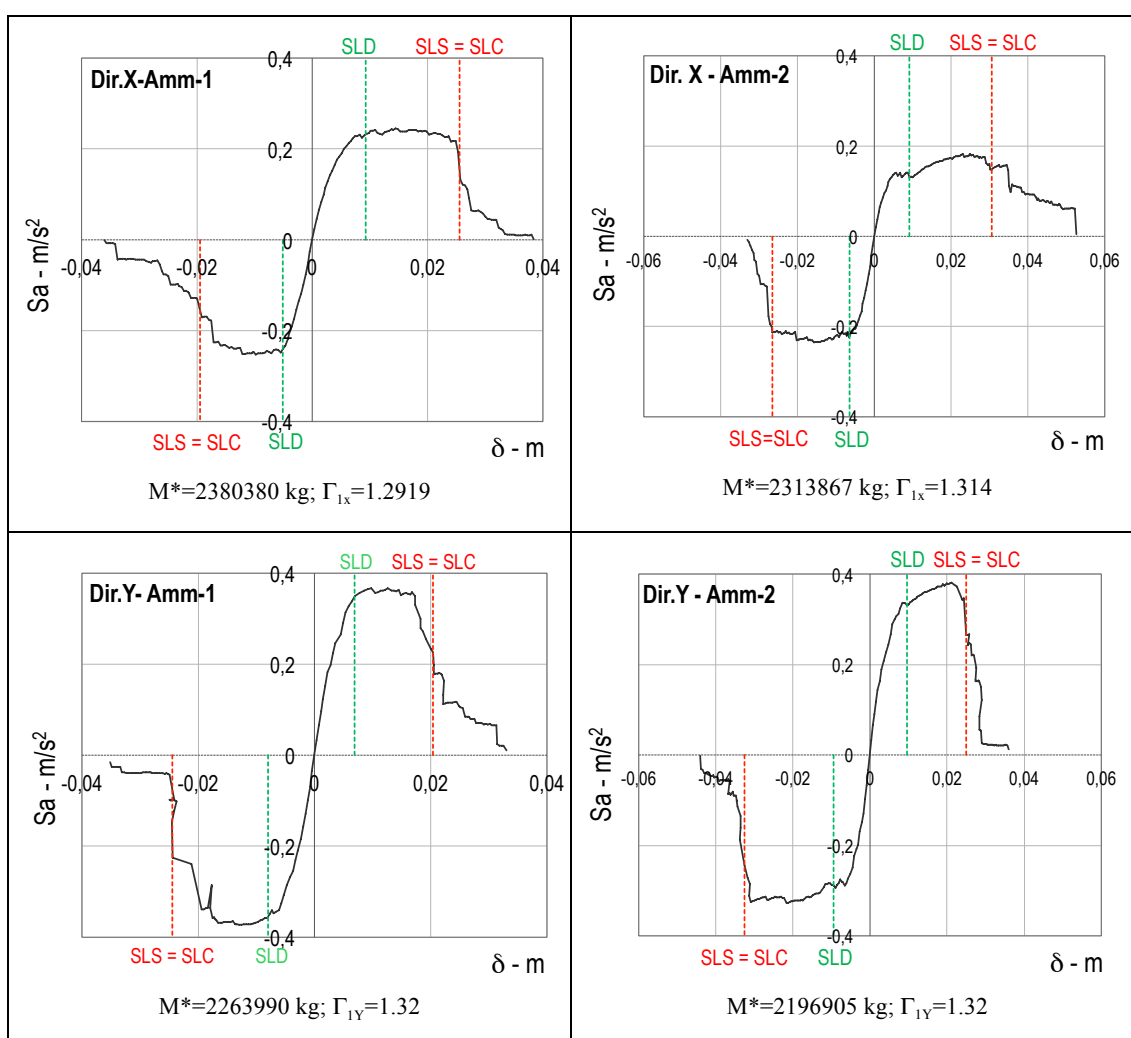 SLD SLS = SLC
Dir.X-Amm-1
0,4
0,2
0
-0,04 -0,02 0 0,02 0,04
-0,2
-0,4
Sa - m/s²
SLS = SLC SLD
δ - m
M*=2380380 kg; Γ₁ₓ=1.2919
SLD SLS = SLC
Dir. X - Amm-2
0,4
0,2
0
-0,06 -0,04 -0,02 0 0,02 0,04 0,06
-0,2
-0,4
Sa - m/s²
SLS=SLC SLD
δ - m
M*=2313867 kg; Γ₁ₓ=1.314
SLD SLS = SLC
Dir.Y- Amm-1
0,4
0,2
0
-0,04 -0,02 0 0,02 0,04
-0,2
-0,4
Sa - m/s²
SLS = SLC SLD
δ - m
M*=2263990 kg; Γ1Y=1.32
SLD SLS = SLC
Dir.Y - Amm-2
0,4
0,2
0
-0,06 -0,04 -0,02 0 0,02 0,04 0,06
-0,2
-0,4
Sa - m/s²
SLS = SLC SLD
δ - m
M*=2196905 kg; Γ1Y=1.32